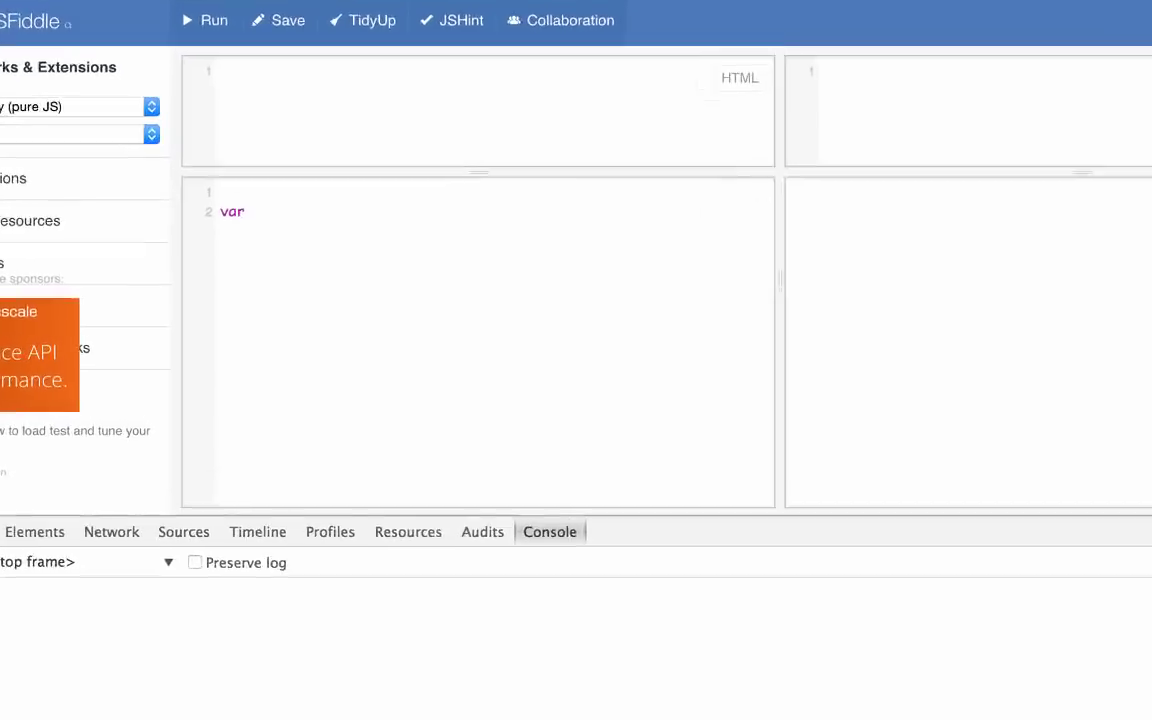 SFiddle Run Save TidyUp JSHint Collaboration
rks & Extensions
y (pure JS)
ions
esources
s
e sponsors:
scale
ce API
ks
mance.
w to load test and tune your
n.
1
HTML
1
1
2 var
Elements Network Sources Timeline Profiles Resources Audits Console
top frame> ▼ Preserve log